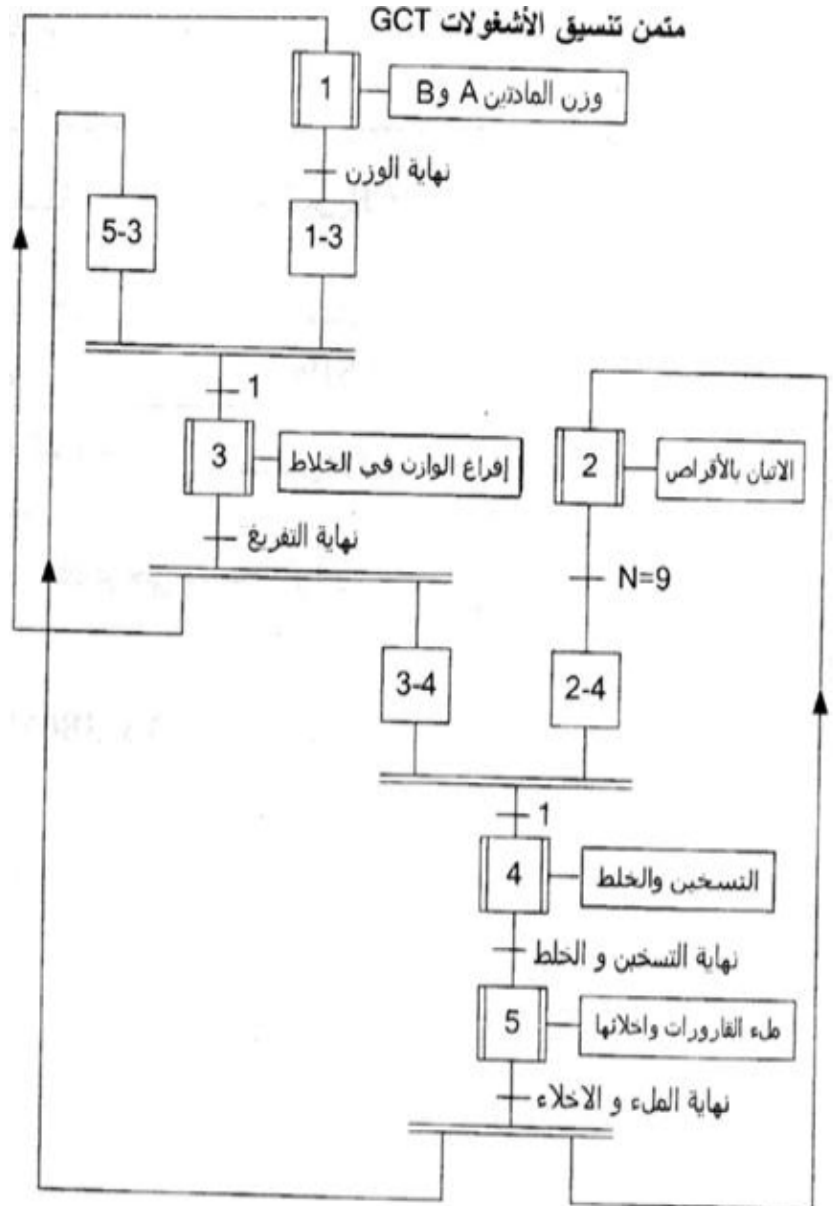 متمن تنسيق الأشغولات GCT
1
وزن المادتين A و B
نهاية الوزن
5-3
1-3
1
3
إفراغ الوازن في الخلاط
2
الاتيان بالأقراص
نهاية التفريغ
N=9
3-4
2-4
1
4
التسخين والخلط
نهاية التسخين و الخلط
5
ملء القارورات واخلائها
نهاية الملء و الاخلاء